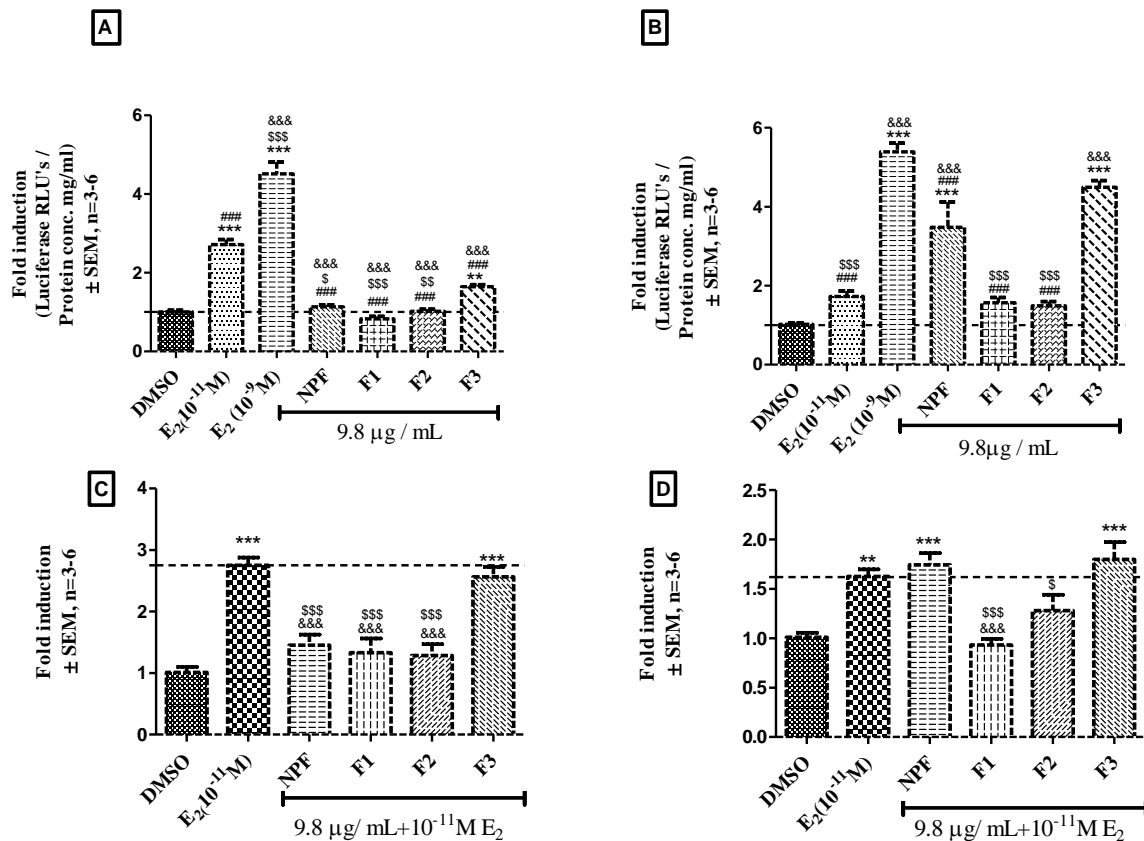 A
Fold induction
(Luciferase RLU's /
Protein conc. mg/ml)
± SEM, n=3-6
6
4
2
0
###
***
&&&
$$$
***
&&&
$
###
&&&
$$$
###
&&&
$$
###
&&&
###
**
DMSO
E₂(10⁻¹¹M)
E₂ (10⁻⁹M)
NPF
F1
F2
F3
9.8 µg / mL
B
Fold induction
(Luciferase RLU's /
Protein conc. mg/ml)
± SEM, n=3-6
6
4
2
0
$$$
###
&&&
***
&&&
###
***
$$$
###
$$$
###
&&&
***
DMSO
E₂(10⁻¹¹M)
E₂ (10⁻⁹M)
NPF
F1
F2
F3
9.8µg / mL
C
Fold induction
± SEM, n=3-6
4
3
2
1
0
***
$$$
&&&
$$$
&&&
$$$
&&&
***
DMSO
E₂(10⁻¹¹M)
NPF
F1
F2
F3
9.8 µg/ mL+10⁻¹¹M E₂
D
Fold induction
± SEM, n=3-6
2.5
2.0
1.5
1.0
0.5
0.0
**
***
$$$
&&&
$
***
DMSO
E₂(10⁻¹¹M)
NPF
F1
F2
F3
9.8 µg/ mL+10⁻¹¹M E₂